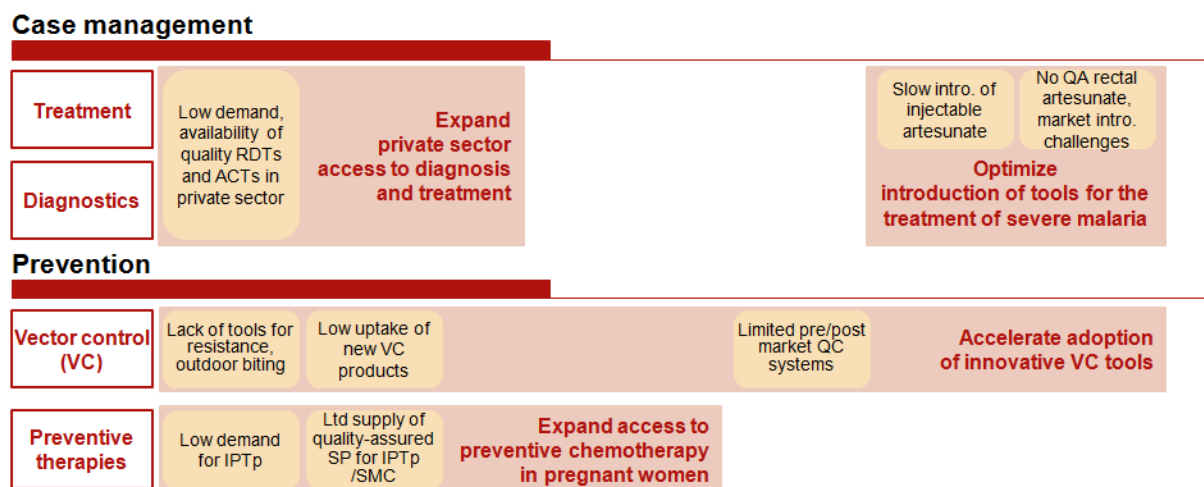 Case management
Treatment
Diagnostics
Low demand,
availability of
quality RDTs
and ACTs in
private sector
Expand
private sector
access to diagnosis
and treatment
Slow intro. of
injectable
artesunate
No QA rectal
artesunate,
market intro.
challenges
Optimize
introduction of tools for the
treatment of severe malaria
Prevention
Vector control
(VC)
Lack of tools for
resistance,
outdoor biting
Low uptake of
new VC
products
Limited pre/post
market QC
systems
Accelerate adoption
of innovative VC tools
Preventive
therapies
Low demand
for IPTp
Ltd supply of
quality-assured
SP for IPTp
/SMC
Expand access to
preventive chemotherapy
in pregnant women